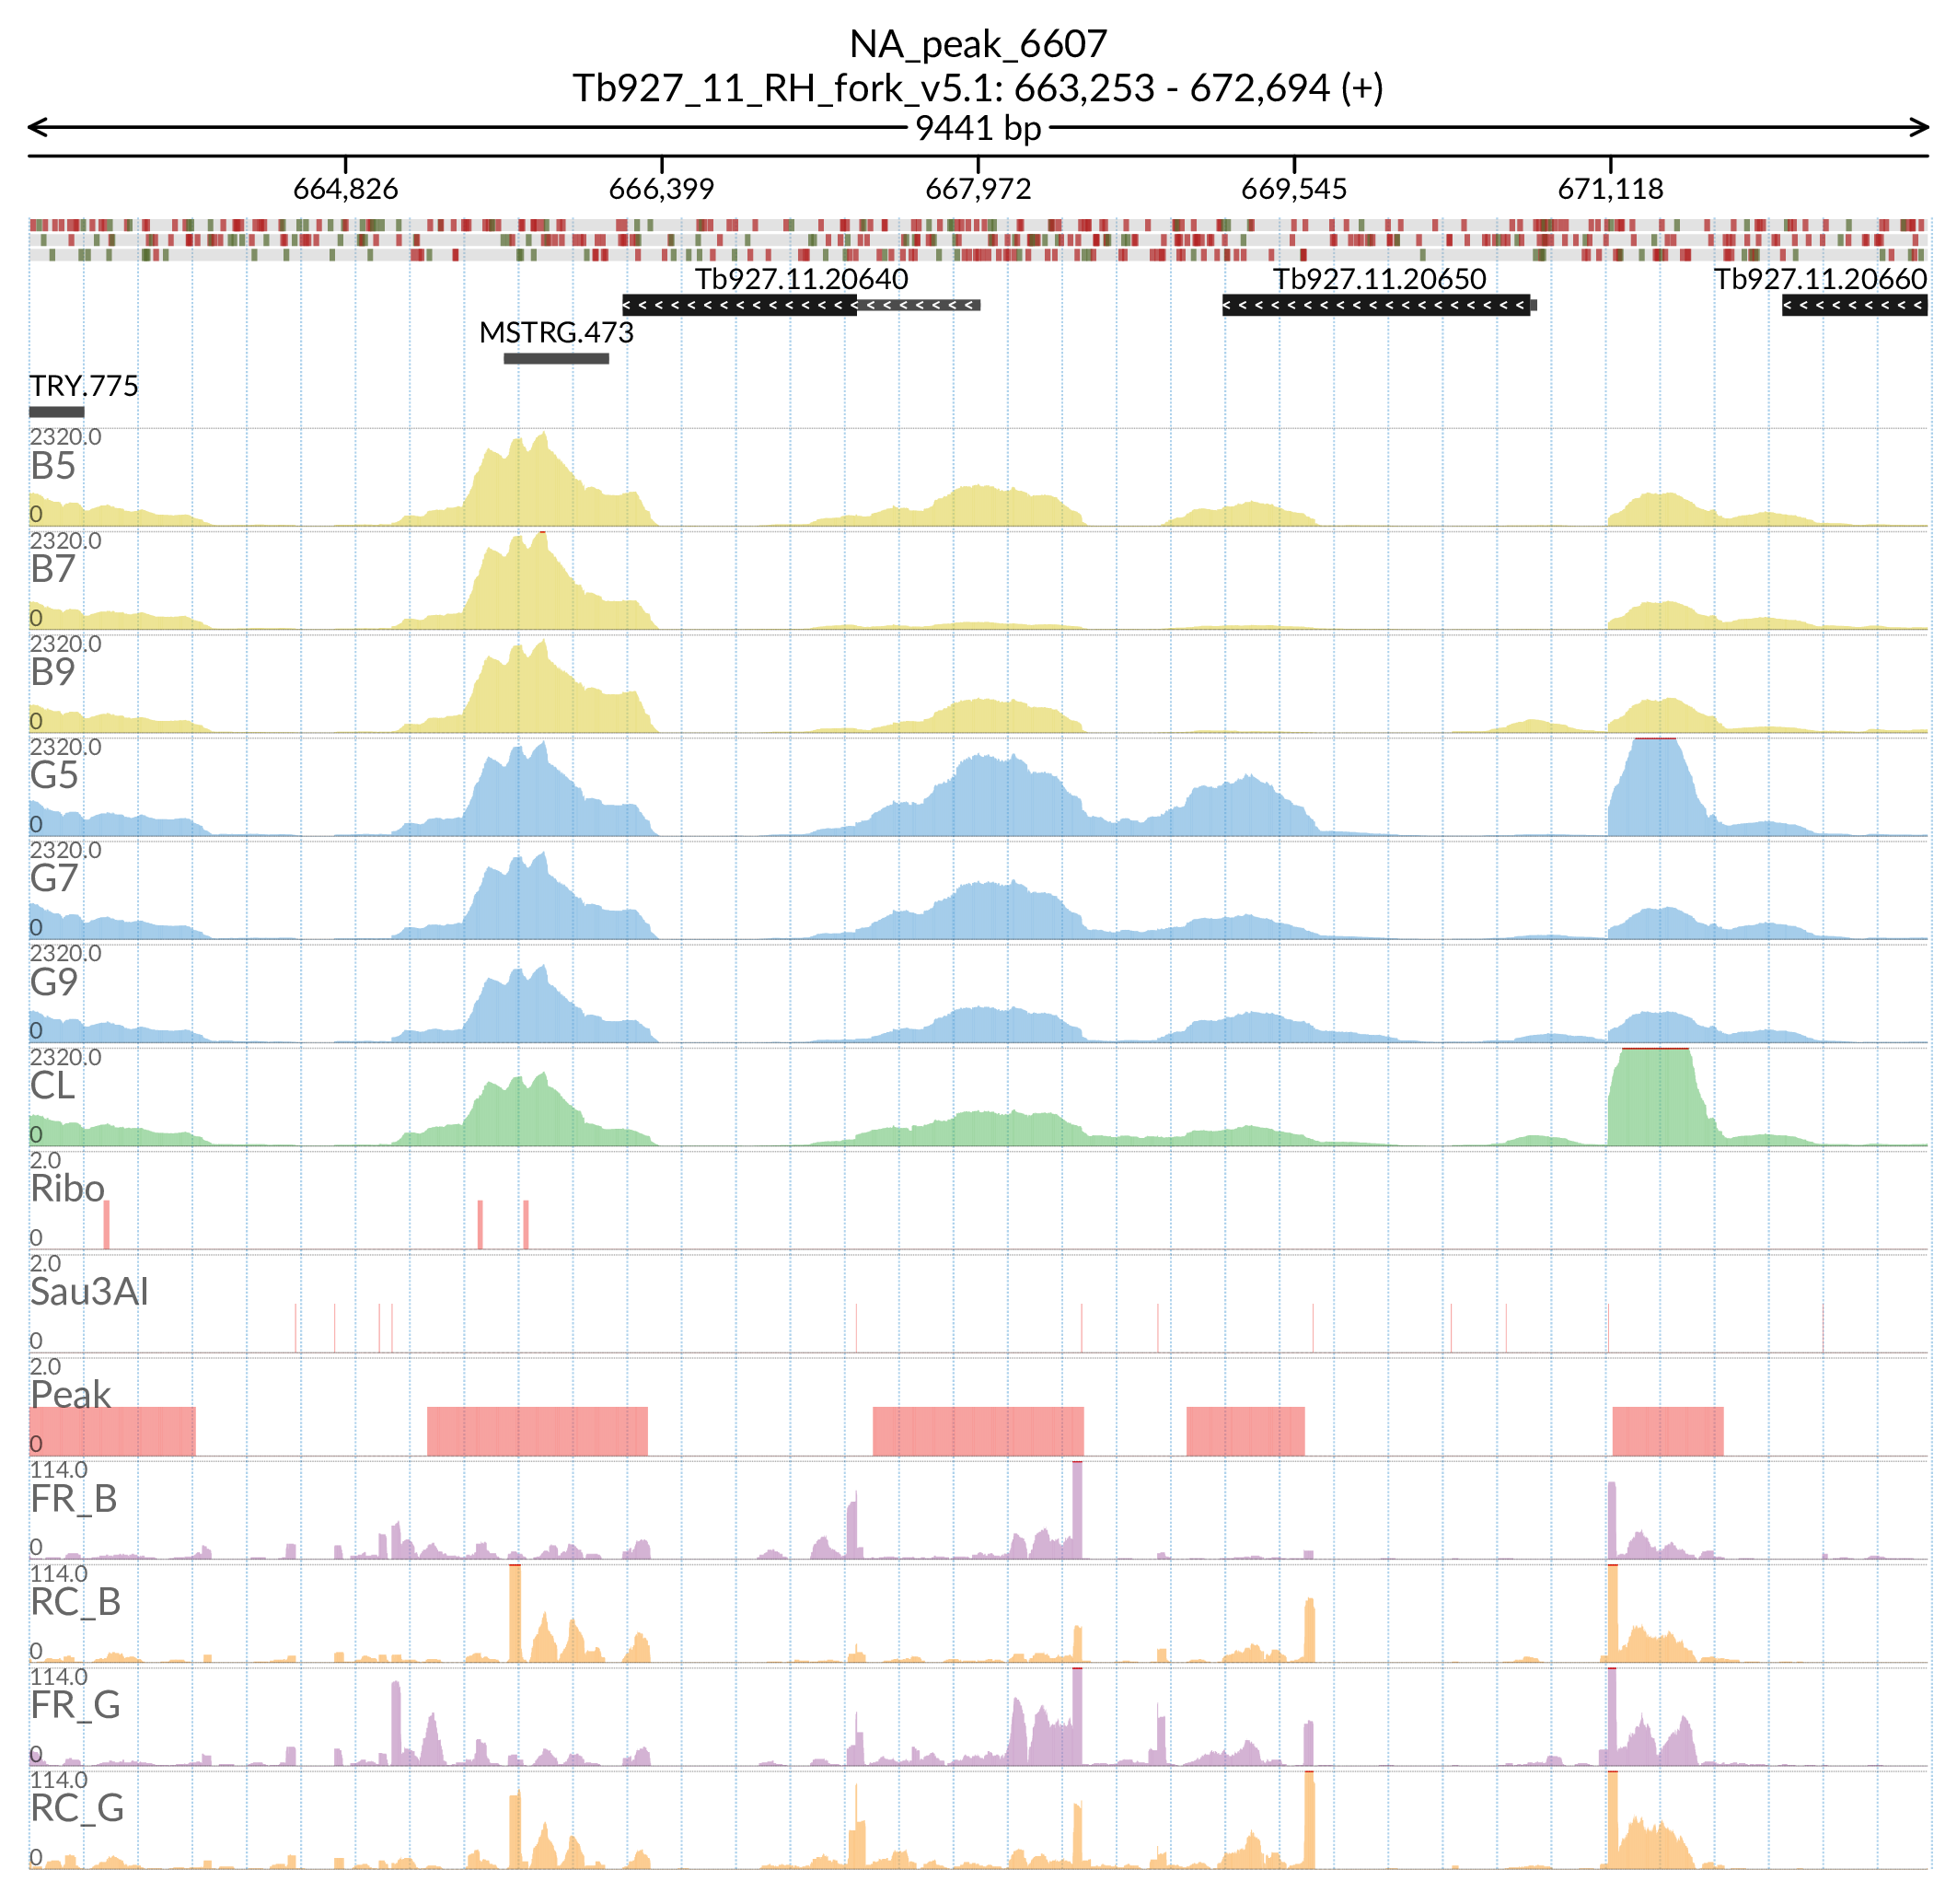 NA_peak_6607
Tb927_11_RH_fork_v5.1: 663,253 - 672,694 (+)
9441 bp
664,826 666,399 667,972 669,545 671,118
Tb927.11.20640 Tb927.11.20650 Tb927.11.20660
MSTRG.473
TRY.775
2320.0
B5
0
2320.0
B7
0
2320.0
B9
0
2320.0
G5
0
2320.0
G7
0
2320.0
G9
0
2320.0
CL
0
2.0
Ribo
0
2.0
Sau3AI
0
2.0
Peak
0
114.0
FR_B
0
114.0
RC_B
0
114.0
FR_G
0
114.0
RC_G
0